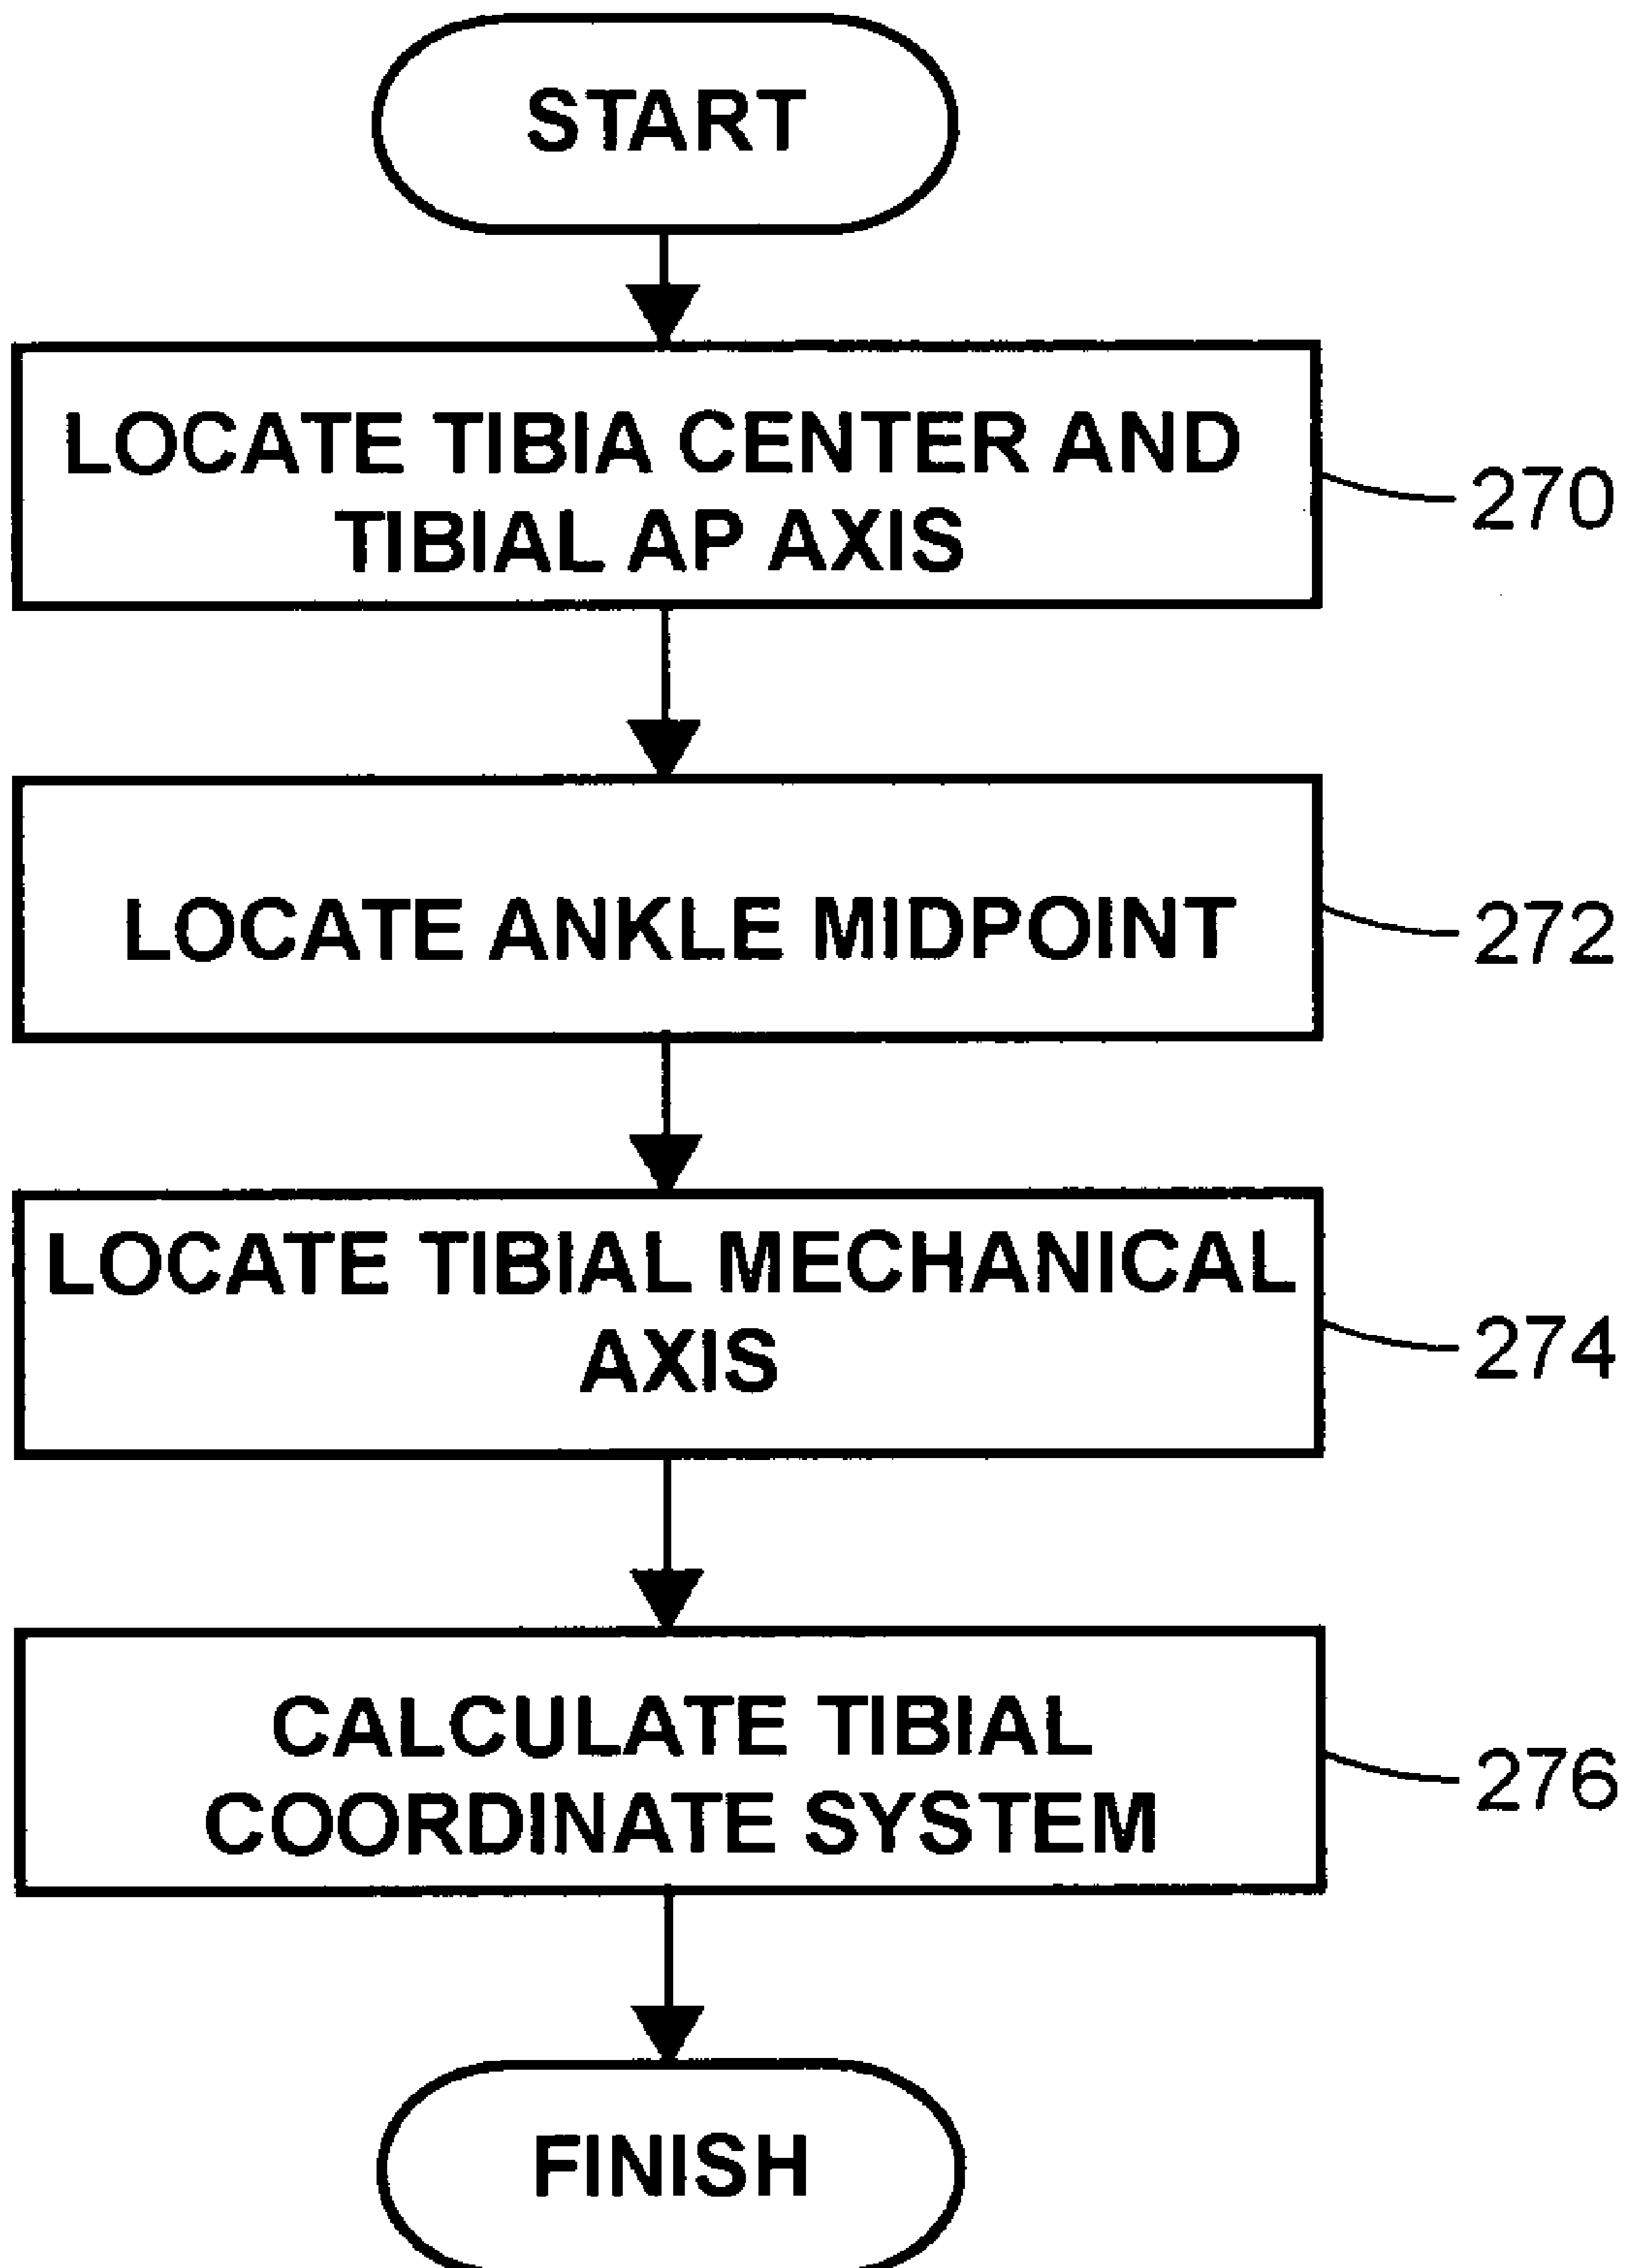 START
LOCATE TIBIA CENTER AND
TIBIAL AP AXIS
270
LOCATE ANKLE MIDPOINT
272
LOCATE TIBIAL MECHANICAL
AXIS
274
CALCULATE TIBIAL
COORDINATE SYSTEM
276
FINISH